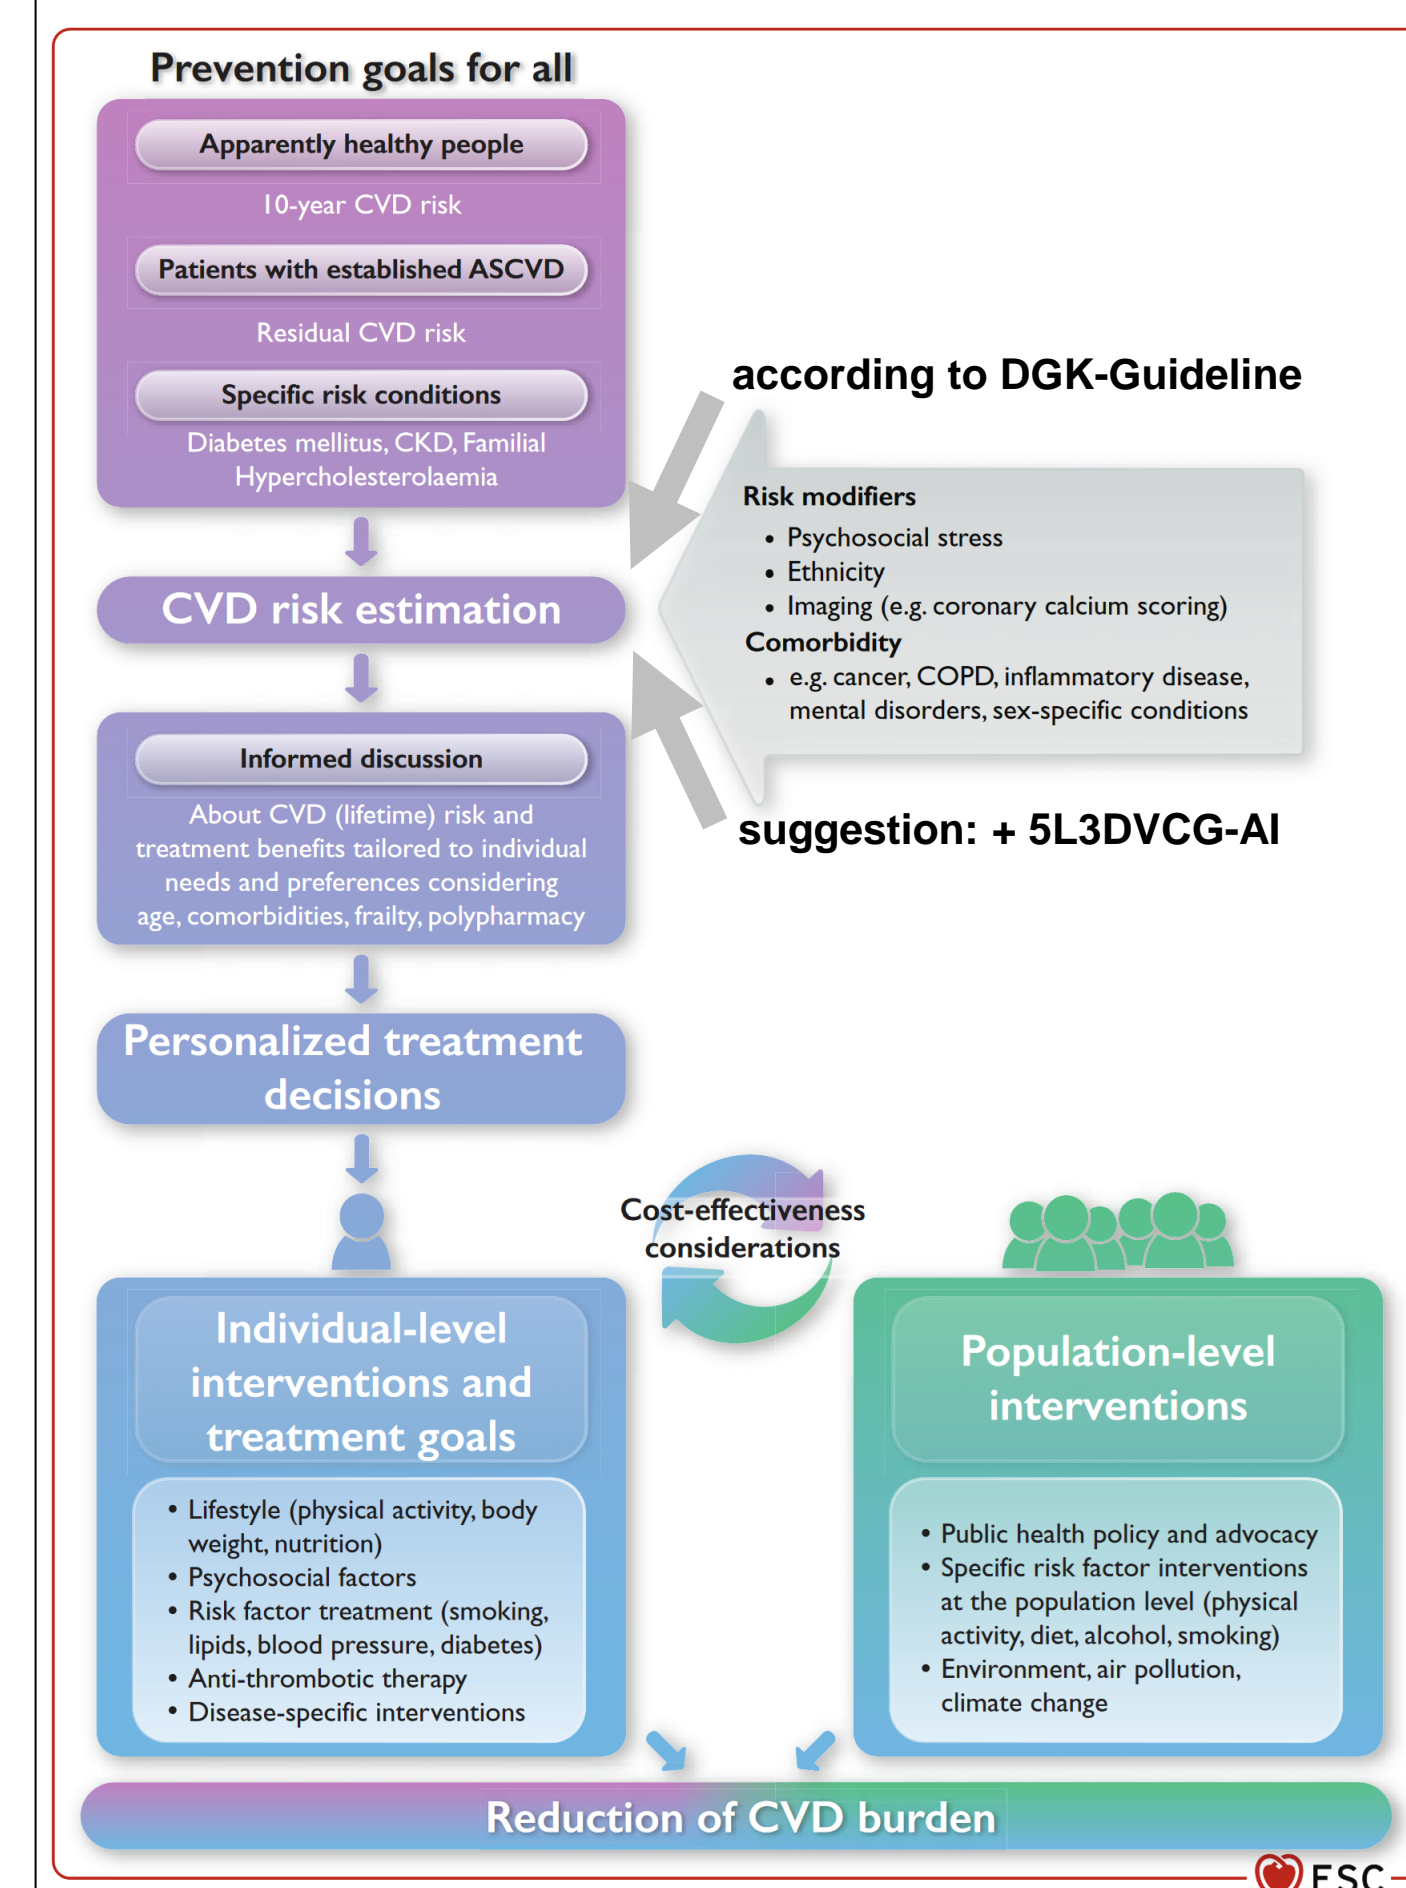 Prevention goals for all
Apparently healthy people
10-year CVD risk
Patients with established ASCVD
Residual CVD risk
Specific risk conditions
Diabetes mellitus, CKD, Familial
Hypercholesterolaemia
according to DGK-Guideline
Risk modifiers
• Psychosocial stress
• Ethnicity
• Imaging (e.g. coronary calcium scoring)
Comorbidity
• e.g. cancer, COPD, inflammatory disease,
mental disorders, sex-specific conditions
suggestion: + 5L3DVCG-AI
CVD risk estimation
Informed discussion
About CVD (lifetime) risk and
treatment benefits tailored to individual
needs and preferences considering
age, comorbidities, frailty, polypharmacy
Personalized treatment
decisions
Cost-effectiveness
considerations
Individual-level
interventions and
treatment goals
• Lifestyle (physical activity, body
weight, nutrition)
• Psychosocial factors
• Risk factor treatment (smoking,
lipids, blood pressure, diabetes)
• Anti-thrombotic therapy
• Disease-specific interventions
Population-level
interventions
• Public health policy and advocacy
• Specific risk factor interventions
at the population level (physical
activity, diet, alcohol, smoking)
• Environment, air pollution,
climate change
Reduction of CVD burden
ESC